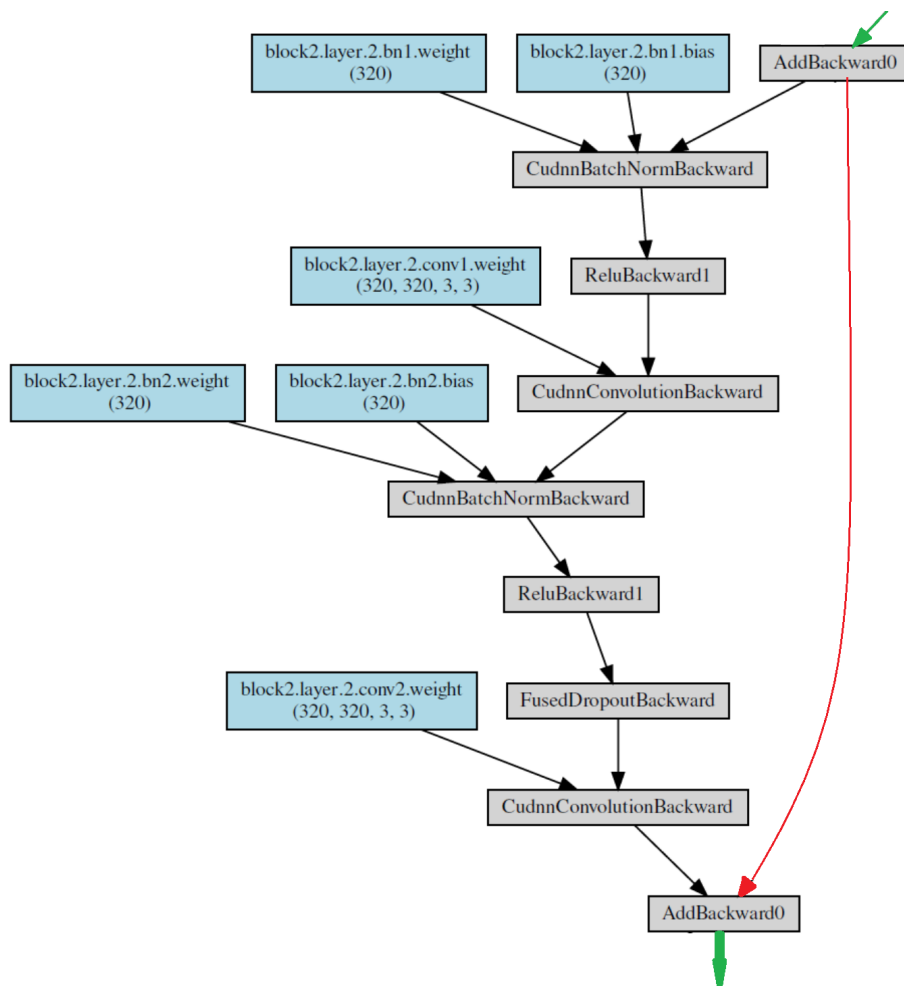 block2.layer.2.bn1.weight
(320)
block2.layer.2.bn1.bias
(320)
AddBackward0
CudnnBatchNormBackward
block2.layer.2.conv1.weight
(320, 320, 3, 3)
ReluBackward1
block2.layer.2.bn2.weight
(320)
block2.layer.2.bn2.bias
(320)
CudnnConvolutionBackward
CudnnBatchNormBackward
ReluBackward1
block2.layer.2.conv2.weight
(320, 320, 3, 3)
FusedDropoutBackward
CudnnConvolutionBackward
AddBackward0